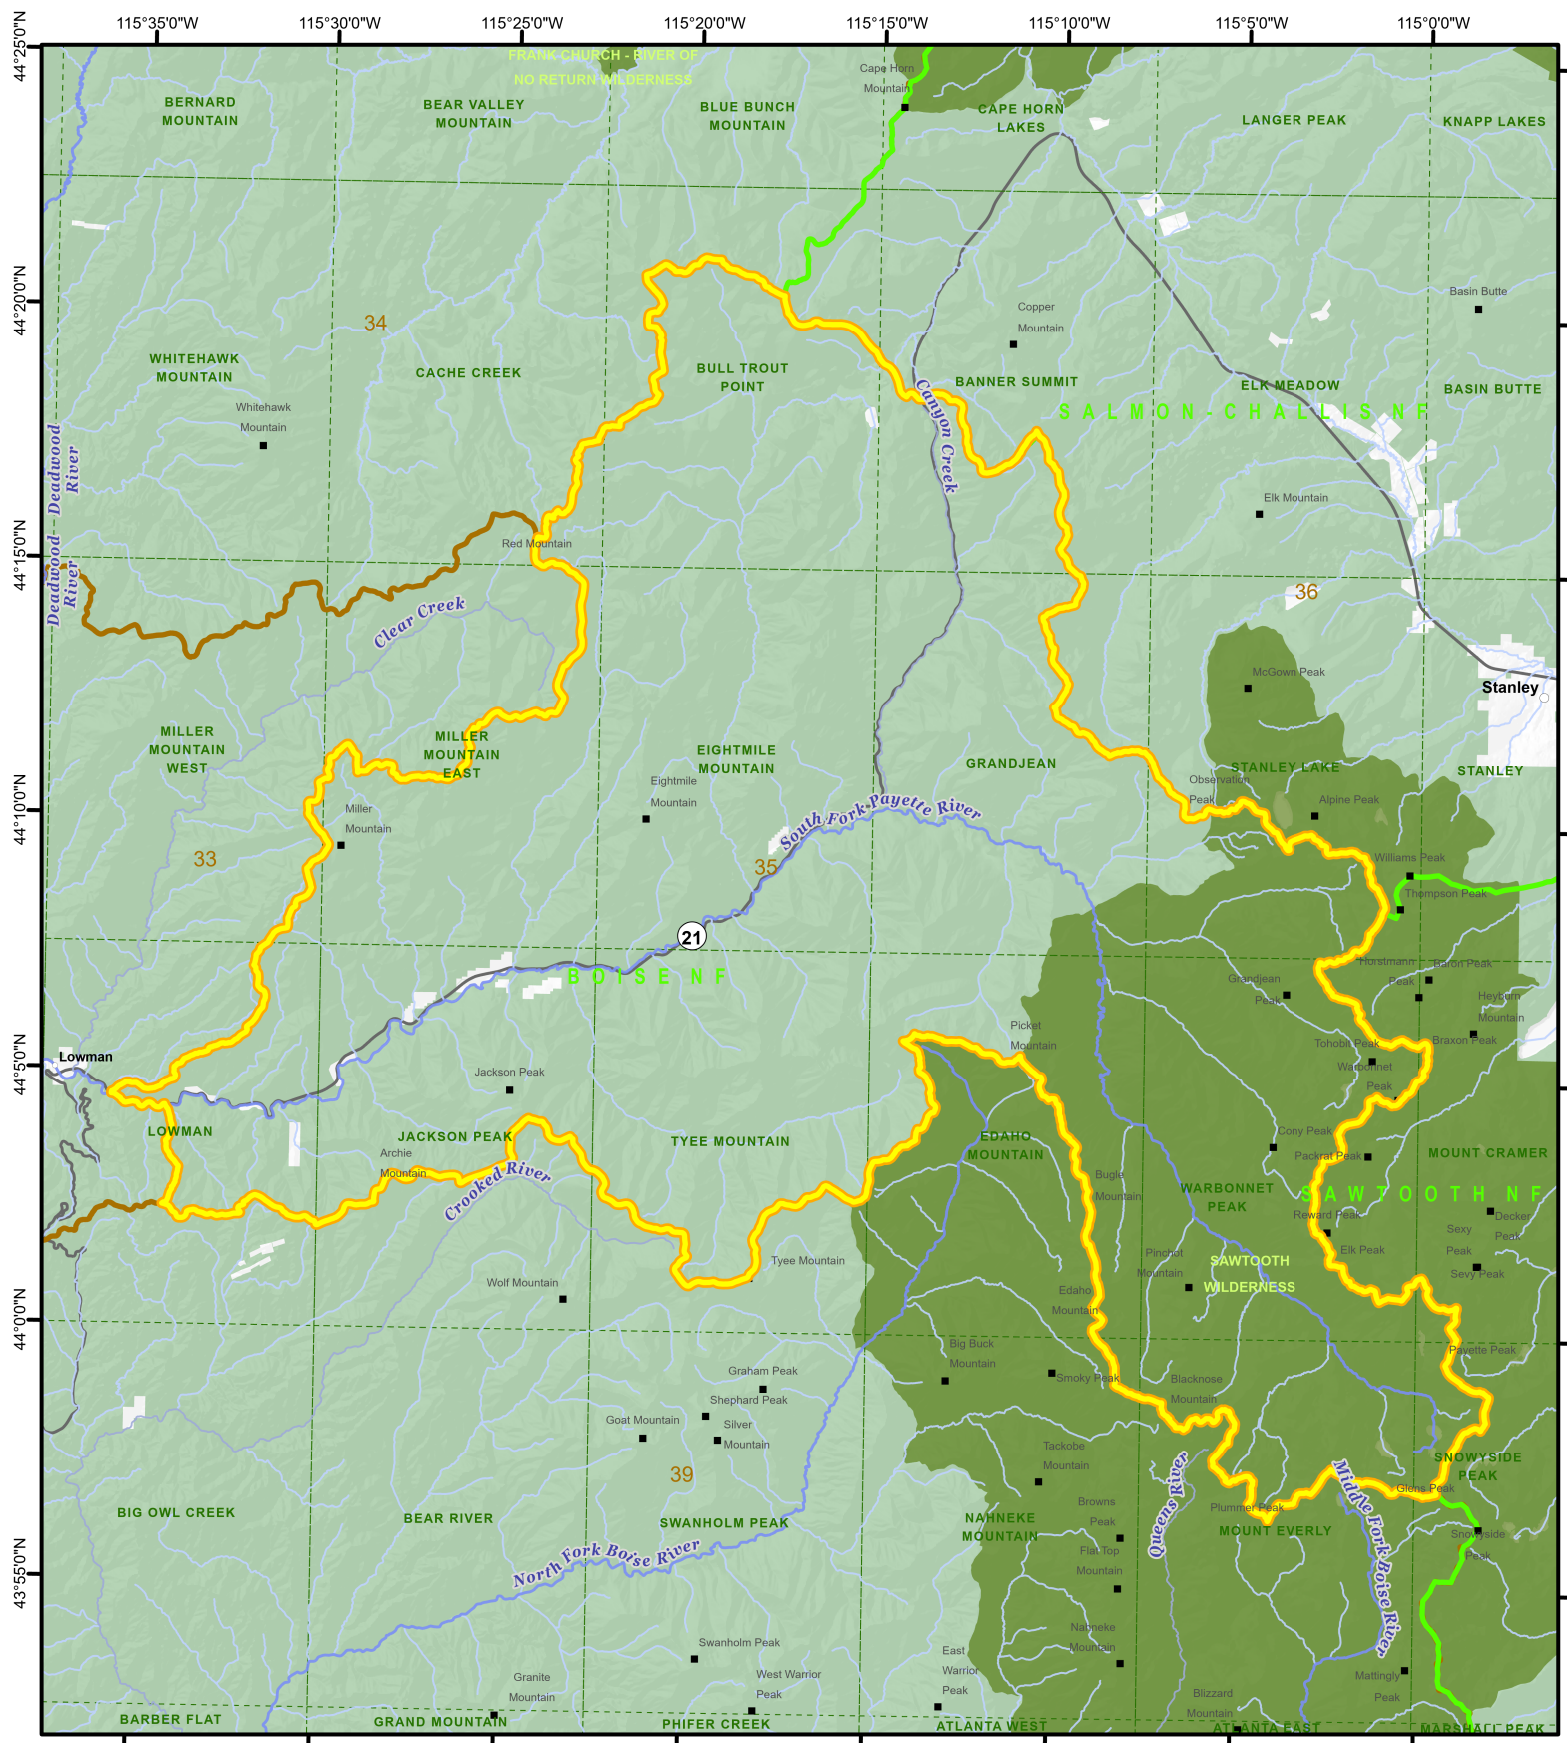 115°35'0"W 115°30'0"W 115°25'0"W 115°20'0"W 115°15'0"W 115°10'0"W 115°5'0"W 115°0'0"W
44°25'0"N
44°20'0"N
44°15'0"N
44°10'0"N
44°5'0"N
44°0'0"N
43°55'0"N
FRANK CHURCH - RIVER OF
NO RETURN WILDERNESS
Cape Horn
Mountain
BERNARD
MOUNTAIN
BEAR VALLEY
MOUNTAIN
BLUE BUNCH
MOUNTAIN
CAPE HORN
LAKES
LANGER PEAK
KNAPP LAKES
34
Copper
Mountain
Basin Butte
WHITEHAWK
MOUNTAIN
CACHE CREEK
BULL TROUT
POINT
BANNER SUMMIT
ELK MEADOW
BASIN BUTTE
SALMON-CHALLIS NF
Whitehawk
Mountain
Canyon Creek
Deadwood
River
Elk Mountain
Red Mountain
Deadwood
River
Clear Creek
36
McGown Peak
Stanley
MILLER
MOUNTAIN
WEST
MILLER
MOUNTAIN
EAST
EIGHTMILE
MOUNTAIN
GRANDJEAN
STANLEY LAKE
STANLEY
Eightmile
Mountain
Observation
Peak
Alpine Peak
Miller
Mountain
South Fork Payette River
33
35
Williams Peak
Thompson Peak
21
BOISE NF
Horstmann
Peak
Baron Peak
Grandjean
Peak
Heyburn
Mountain
Picket
Mountain
Braxon Peak
Tohobit Peak
Warbonnet
Peak
Lowman
Jackson Peak
LOWMAN
JACKSON PEAK
TYEE MOUNTAIN
EDAHO
MOUNTAIN
Cony Peak
Packrat Peak
MOUNT CRAMER
Archie
Mountain
Crooked River
Bugle
Mountain
WARBONNET
PEAK
SAWTOOTH NF
Reward Peak
Decker
Peak
Sexy
Peak
Elk Peak
Sevy Peak
Pinchot
Mountain
SAWTOOTH
WILDERNESS
Tyee Mountain
Wolf Mountain
Edaho
Mountain
Big Buck
Mountain
Payette Peak
Graham Peak
Smoky Peak
Blacknose
Mountain
Shephard Peak
Goat Mountain
Silver
Mountain
Tackobe
Mountain
39
SNOWYSIDE
PEAK
Glens Peak
Queens River
Middle Fork Boise River
Browns
Peak
Plummer Peak
BIG OWL CREEK
BEAR RIVER
SWANHOLM PEAK
NAHNEKE
MOUNTAIN
MOUNT EVERLY
Snowyside
Peak
North Fork Boise River
Flat Top
Mountain
Nahneke
Mountain
Swanholm Peak
East
Warrior
Peak
West Warrior
Peak
Granite
Mountain
Mattingly
Peak
Blizzard
Mountain
BARBER FLAT
GRAND MOUNTAIN
PHIFER CREEK
ATLANTA WEST
ATLANTA EAST
MARSHALL PEAK